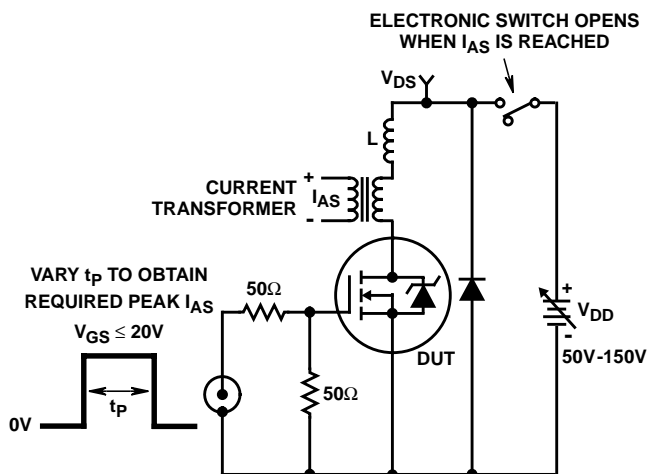 ELECTRONIC SWITCH OPENS
WHEN IAS IS REACHED
VDS
L
+
CURRENT
TRANSFORMER
IAS
-
VARY tP TO OBTAIN
REQUIRED PEAK IAS
50Ω
VGS ≤ 20V
+
VDD
-
DUT
50V-150V
50Ω
0V
tP